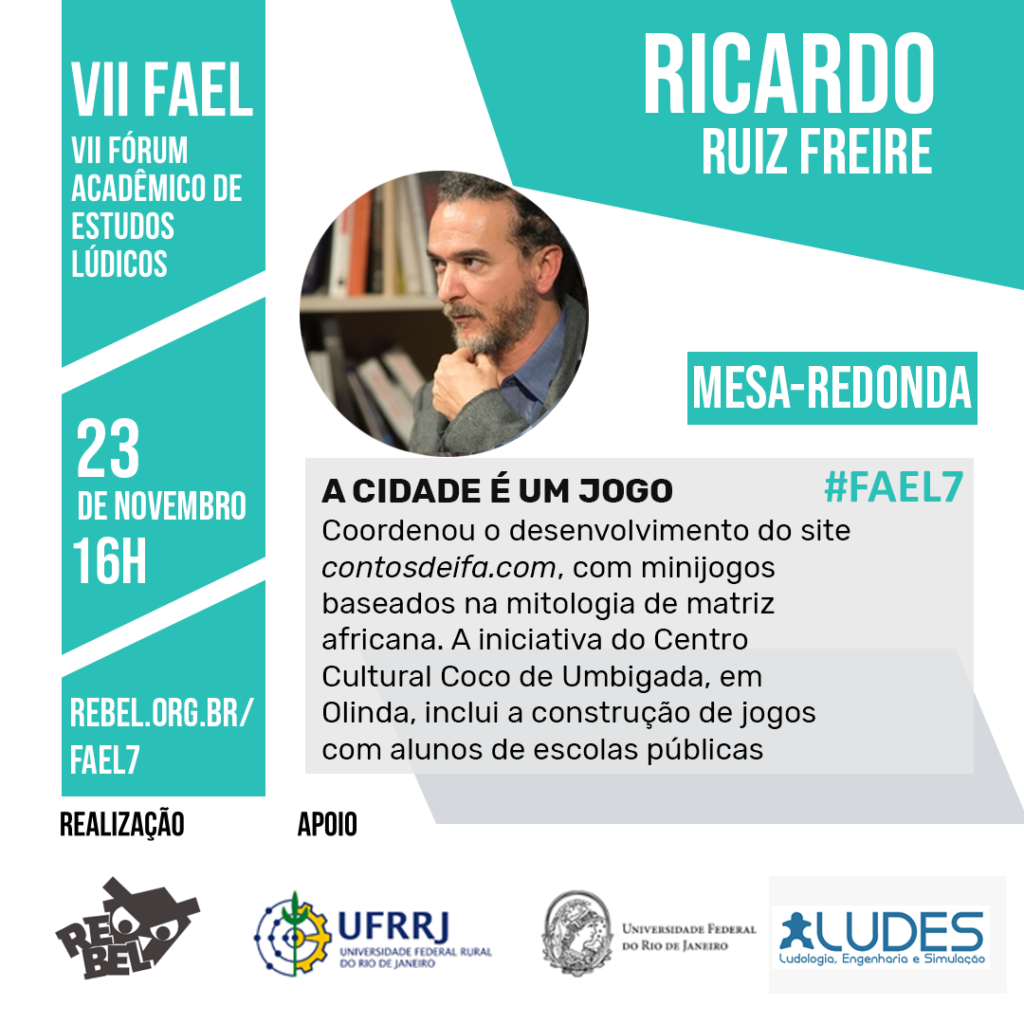 VII FAEL
VII FÓRUM
ACADÊMICO DE
ESTUDOS
LÚDICOS
23
DE NOVEMBRO
16H
REBEL.ORG.BR/
FAEL7
RICARDO
RUIZ FREIRE
MESA-REDONDA
A CIDADE É UM JOGO
#FAEL7
Coordenou o desenvolvimento do site
contosdeifa.com, com minijogos
baseados na mitologia de matriz
africana. A iniciativa do Centro
Cultural Coco de Umbigada, em
Olinda, inclui a construção de jogos
com alunos de escolas públicas
REALIZAÇÃO
APOIO
REBEL
UFRRJ
UNIVERSIDADE FEDERAL RURAL
DO RIO DE JANEIRO
UNIVERSIDADE FEDERAL
DO RIO DE JANEIRO
LUDES
Ludologia, Engenharia e Simulação